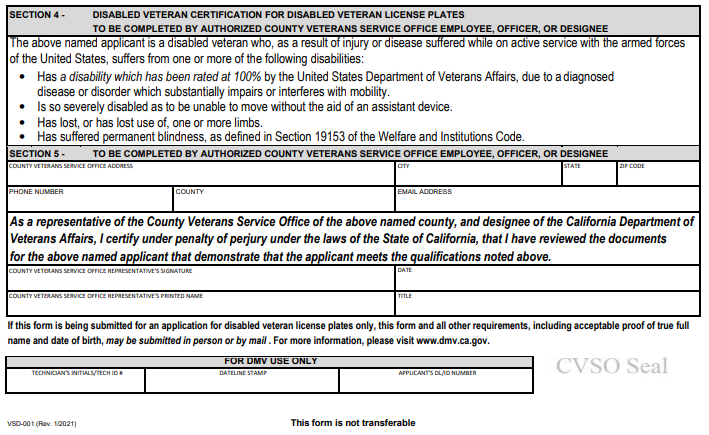 SECTION 4 - DISABLED VETERAN CERTIFICATION FOR DISABLED VETERAN LICENSE PLATES
TO BE COMPLETED BY AUTHORIZED COUNTY VETERANS SERVICE OFFICE EMPLOYEE, OFFICER, OR DESIGNEE
The above named applicant is a disabled veteran who, as a result of injury or disease suffered while on active service with the armed forces
of the United States, suffers from one or more of the following disabilities:
• Has a disability which has been rated at 100% by the United States Department of Veterans Affairs, due to a diagnosed
disease or disorder which substantially impairs or interferes with mobility.
• Is so severely disabled as to be unable to move without the aid of an assistant device.
• Has lost, or has lost use of, one or more limbs.
• Has suffered permanent blindness, as defined in Section 19153 of the Welfare and Institutions Code.
SECTION 5 - TO BE COMPLETED BY AUTHORIZED COUNTY VETERANS SERVICE OFFICE EMPLOYEE, OFFICER, OR DESIGNEE
COUNTY VETERANS SERVICE OFFICE ADDRESS CITY STATE ZIP CODE
PHONE NUMBER COUNTY EMAIL ADDRESS
As a representative of the County Veterans Service Office of the above named county, and designee of the California Department of
Veterans Affairs, I certify under penalty of perjury under the laws of the State of California, that I have reviewed the documents
for the above named applicant that demonstrate that the applicant meets the qualifications noted above.
COUNTY VETERANS SERVICE OFFICE REPRESENTATIVE'S SIGNATURE DATE
COUNTY VETERANS SERVICE OFFICE REPRESENTATIVE'S PRINTED NAME TITLE
If this form is being submitted for an application for disabled veteran license plates only, this form and all other requirements, including acceptable proof of true full
name and date of birth, may be submitted in person or by mail . For more information, please visit www.dmv.ca.gov.
FOR DMV USE ONLY
TECHNICIAN'S INITIALS/TECH ID # DATELINE STAMP APPLICANT'S DL/ID NUMBER
CVSO Seal
VSD-001 (Rev. 1/2021) This form is not transferable